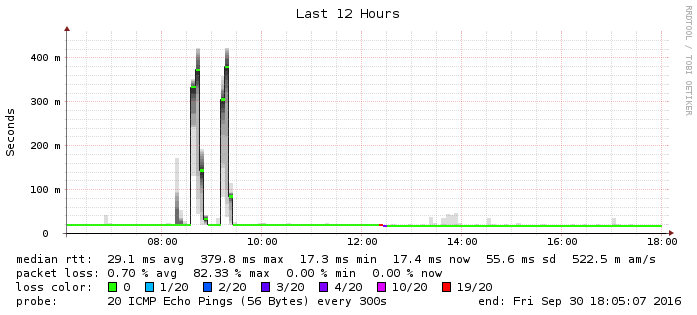 Last 12 Hours
RRDTOOL / TOBI OETIKER
Seconds
400 m
300 m
200 m
100 m
0
08:00 10:00 12:00 14:00 16:00 18:00
median rtt: 29.1 ms avg 379.8 ms max 17.3 ms min 17.4 ms now 55.6 ms sd 522.5 m am/s
packet loss: 0.70 % avg 82.33 % max 0.00 % min 0.00 % now
loss color: 0 1/20 2/20 3/20 4/20 10/20 19/20
probe: 20 ICMP Echo Pings (56 Bytes) every 300s end: Fri Sep 30 18:05:07 2016